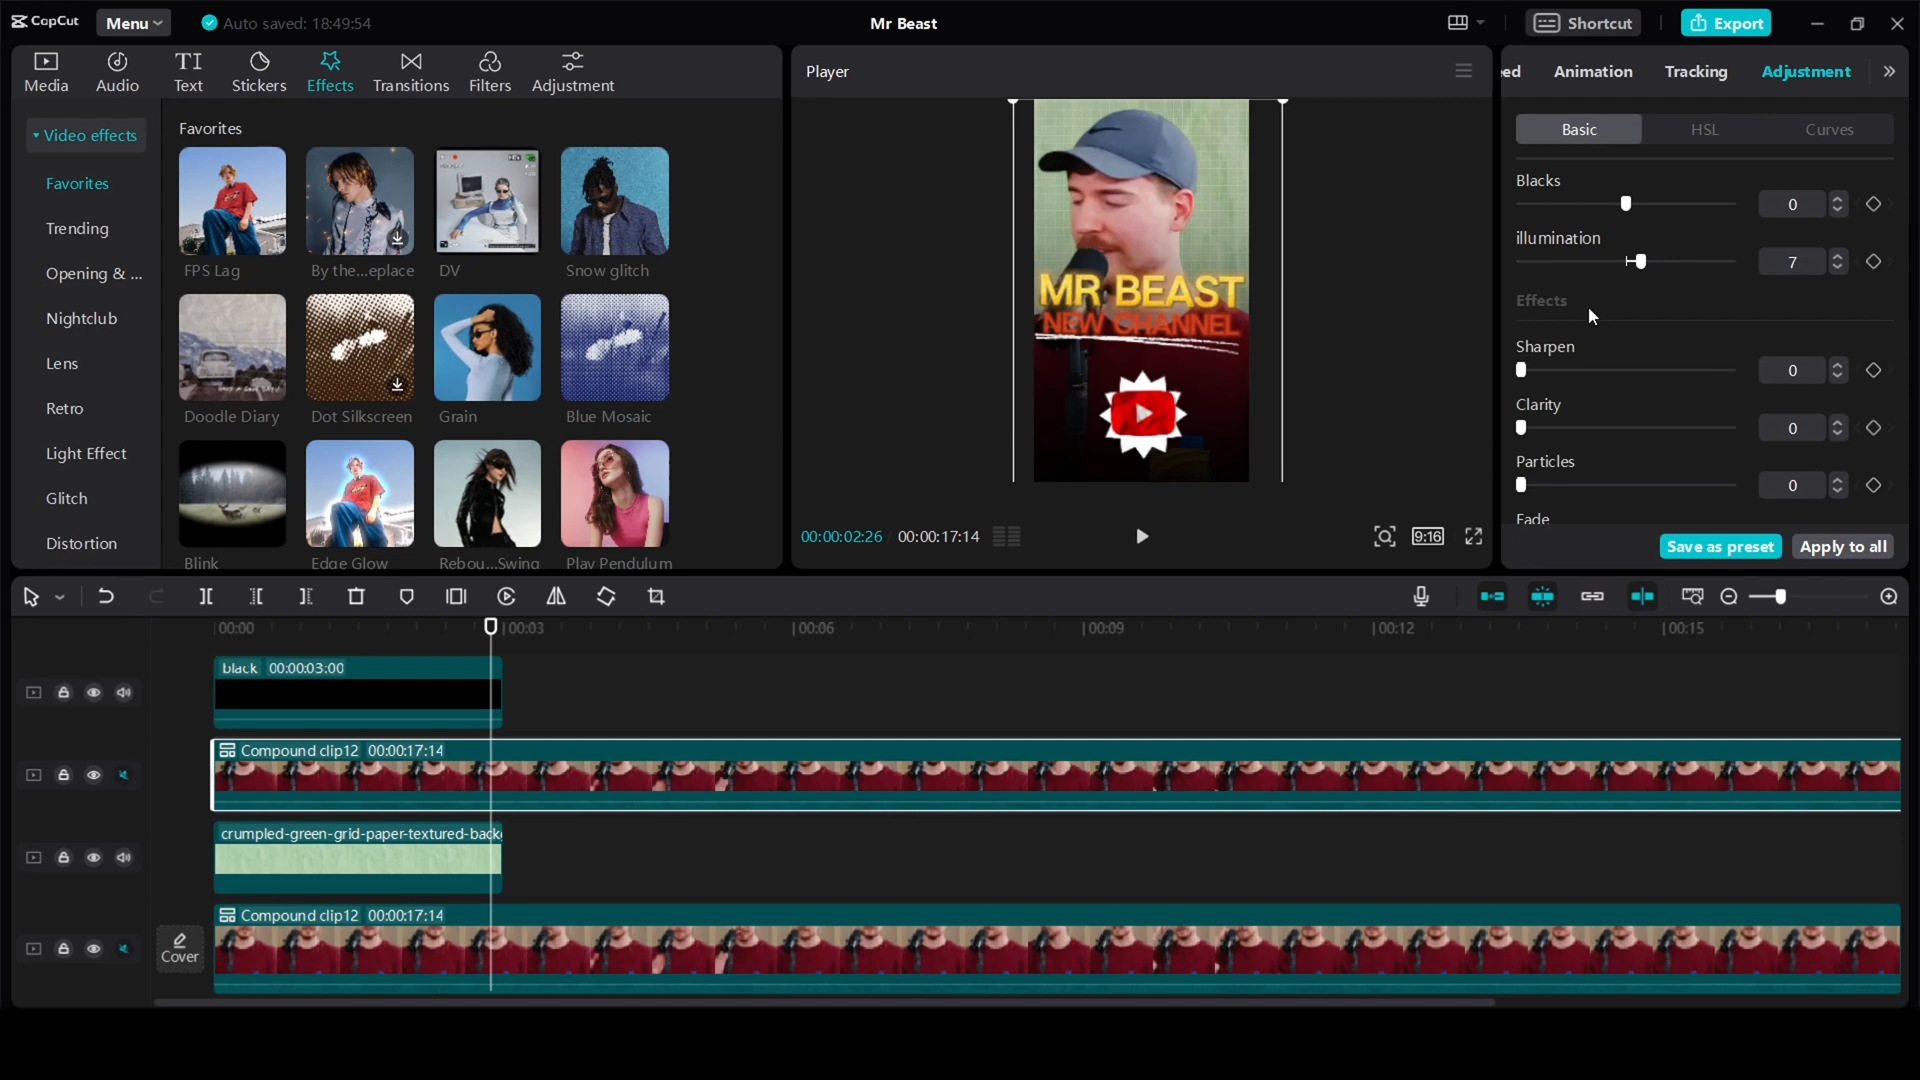 CapCut Menu Auto saved: 18:49:54 Mr Beast Shortcut Export
Media Audio Text Stickers Effects Transitions Filters Adjustment
Video effects
Favorites
Trending
Opening & ...
Nightclub
Lens
Retro
Light Effect
Glitch
Distortion
Favorites
FPS Lag By the...eplace DV Snow glitch
Doodle Diary Dot Silkscreen Grain Blue Mosaic
Blink Edge Glow Rebou...Swing Play Pendulum
Player
MR BEAST
NEW CHANNEL
00:00:02:26 00:00:17:14 9:16
ed Animation Tracking Adjustment
Basic HSL Curves
Blacks 0
illumination 7
Effects
Sharpen 0
Clarity 0
Particles 0
Fade
Save as preset Apply to all
00:00 00:03 00:06 00:09 00:12 00:15
black 00:00:03:00
Compound clip12 00:00:17:14
crumpled-green-grid-paper-textured-back
Cover
Compound clip12 00:00:17:14